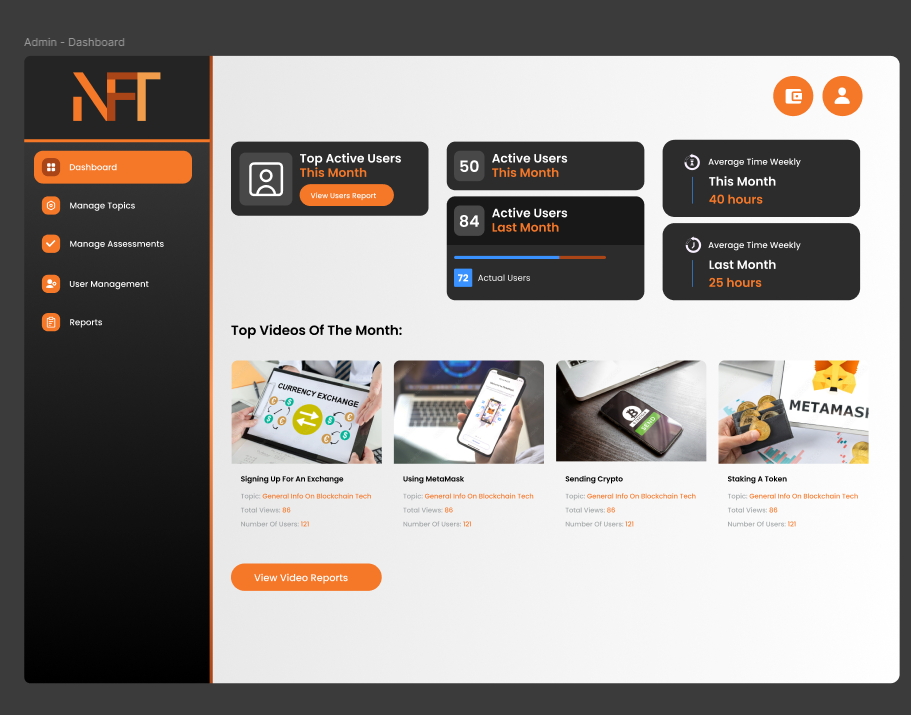 Admin - Dashboard
NFT
Dashboard
Manage Topics
Manage Assessments
User Management
Reports
Top Active Users
This Month
View Users Report
50
Active Users
This Month
84
Active Users
Last Month
72
Actual Users
Average Time Weekly
This Month
40 hours
Average Time Weekly
Last Month
25 hours
Top Videos Of The Month:
CURRENCY EXCHANGE
METAMASK
Signing Up For An Exchange
Topic: General Info On Blockchain Tech
Total Views: 86
Number Of Users: 121
Using MetaMask
Topic: General Info On Blockchain Tech
Total Views: 86
Number Of Users: 121
Sending Crypto
Topic: General Info On Blockchain Tech
Total Views: 86
Number Of Users: 121
Staking A Token
Topic: General Info On Blockchain Tech
Total Views: 86
Number Of Users: 121
View Video Reports